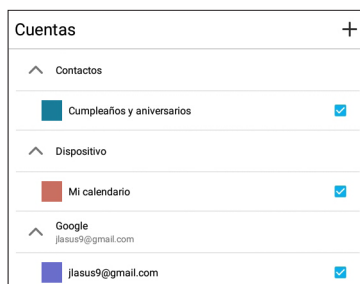 Cuentas
Contactos
Cumpleaños y aniversarios
Dispositivo
Mi calendario
Google
jlasus9@gmail.com
jlasus9@gmail.com